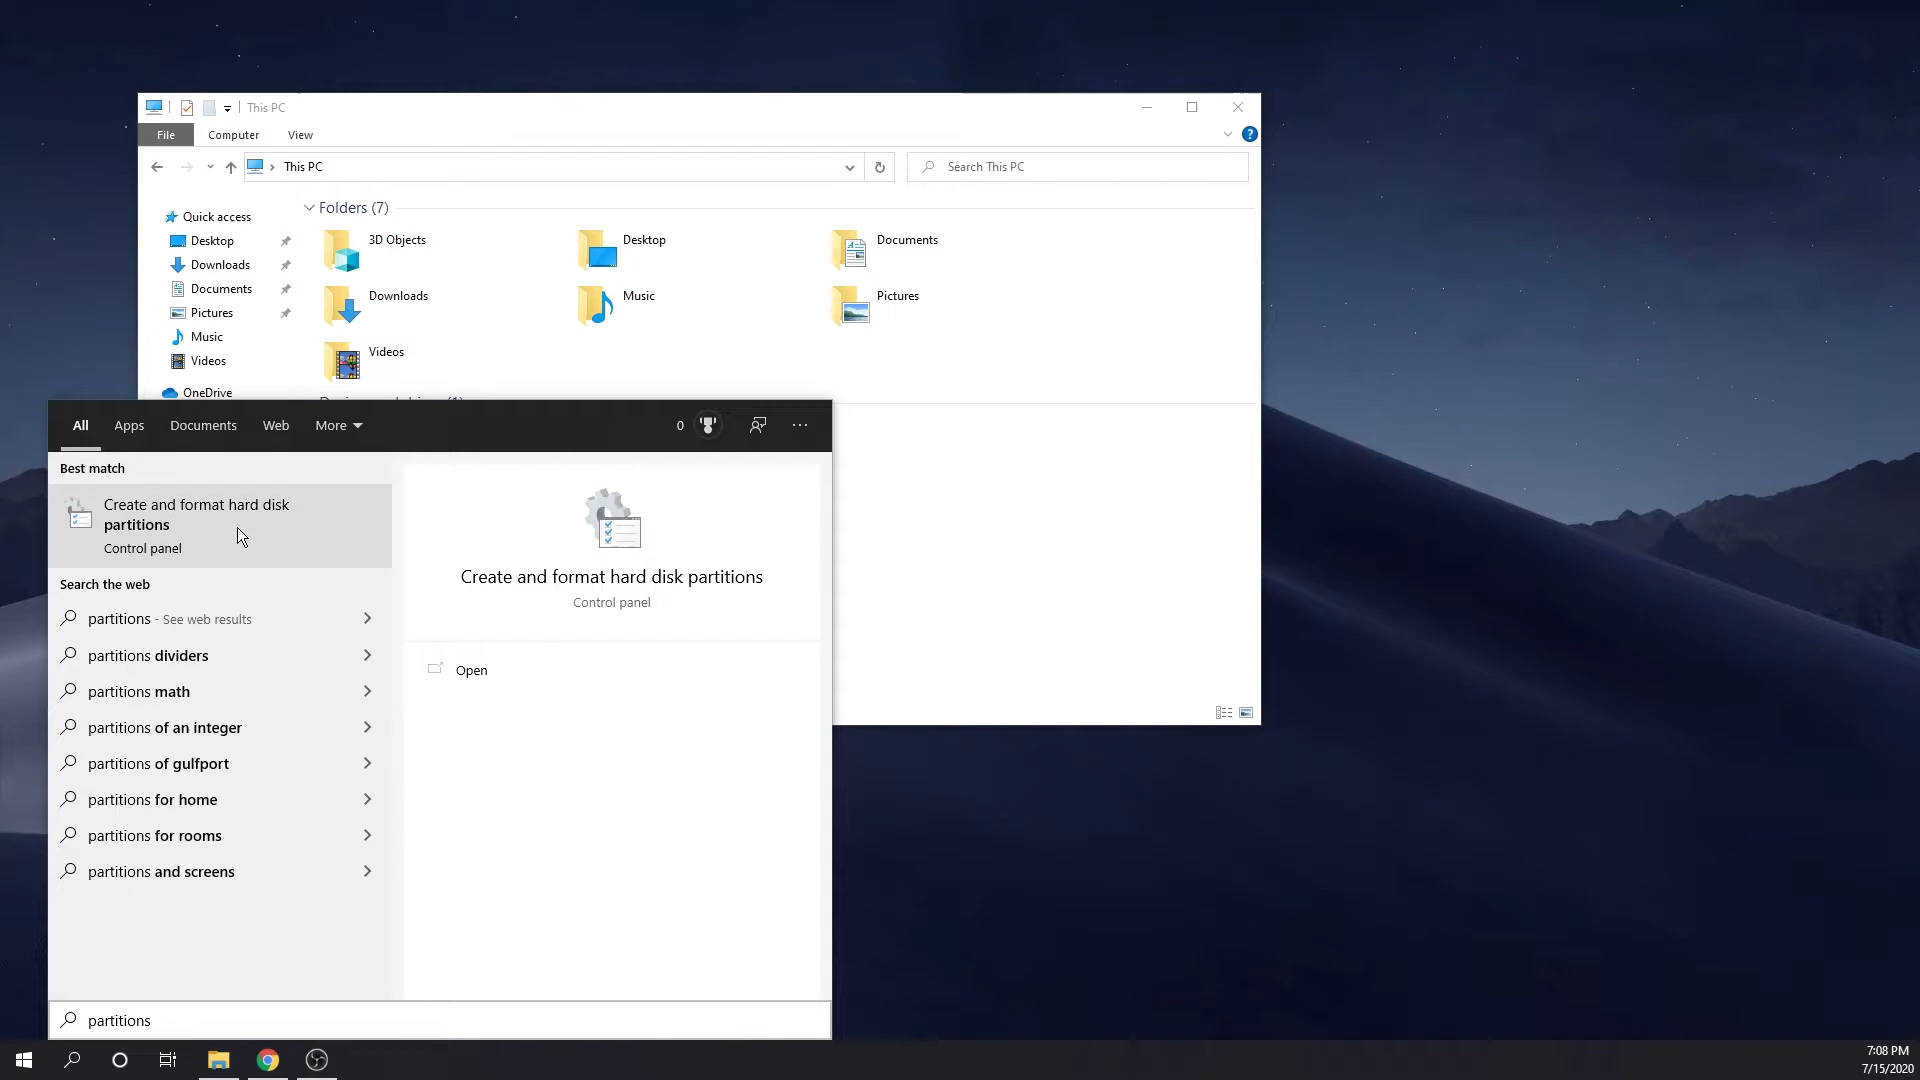 This PC
File
Computer
View
This PC
Search This PC
Quick access
Desktop
Downloads
Documents
Pictures
Music
Videos
OneDrive
Folders (7)
3D Objects
Desktop
Documents
Downloads
Music
Pictures
Videos
All
Apps
Documents
Web
More
0
Best match
Create and format hard disk
partitions
Control panel
Search the web
partitions - See web results
partitions dividers
partitions math
partitions of an integer
partitions of gulfport
partitions for home
partitions for rooms
partitions and screens
Create and format hard disk partitions
Control panel
Open
partitions
7:08 PM
7/15/2020